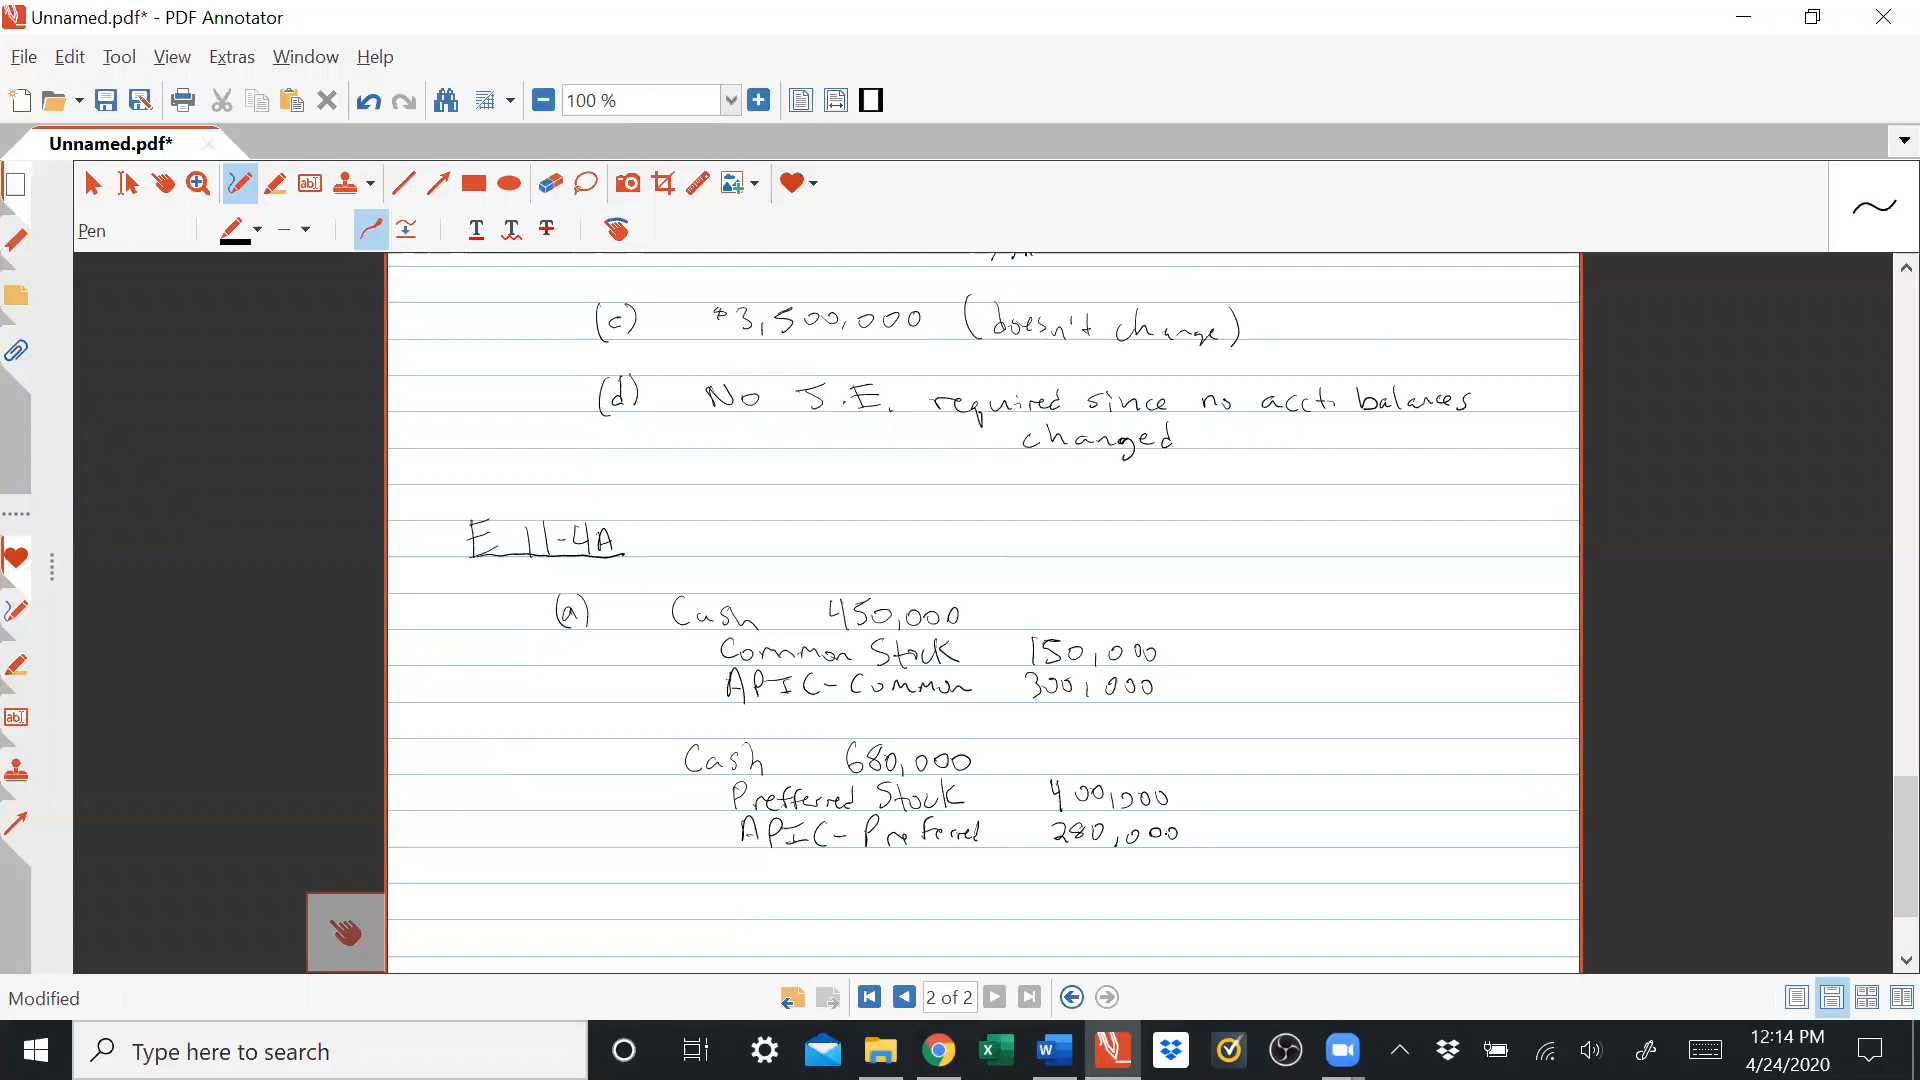 Unnamed.pdf* - PDF Annotator
File Edit Tool View Extras Window Help
100 %
Unnamed.pdf*
Pen
(c) $3,500,000 (doesn't change)
(d) No J.E. required since no acct. balances
changed
E 11-4A
(a) Cash 450,000
Common Stock 150,000
APIC-Common 300,000
Cash 680,000
Prefferred Stock 400,000
APIC-Preferred 280,000
Modified
2 of 2
Type here to search
12:14 PM
4/24/2020